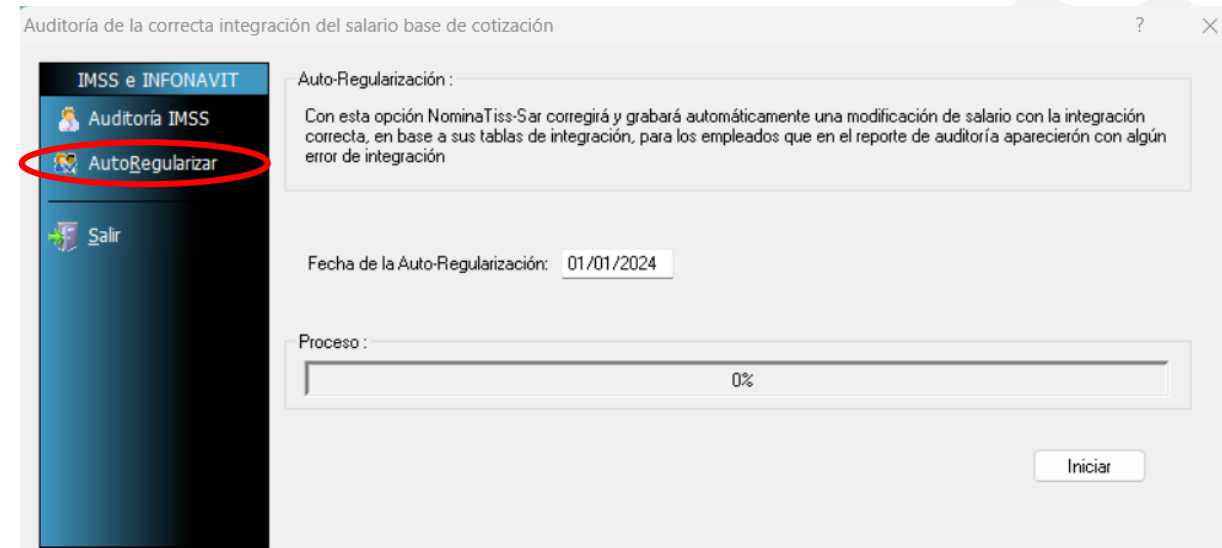 Auditoría de la correcta integración del salario base de cotización
?
IMSS e INFONAVIT
Auditoría IMSS
AutoRegularizar
Salir
Auto-Regularización :
Con esta opción NominaTiss-Sar corregirá y grabará automáticamente una modificación de salario con la integración
correcta, en base a sus tablas de integración, para los empleados que en el reporte de auditoría aparecierón con algún
error de integración
Fecha de la Auto-Regularización: 01/01/2024
Proceso :
0%
Iniciar